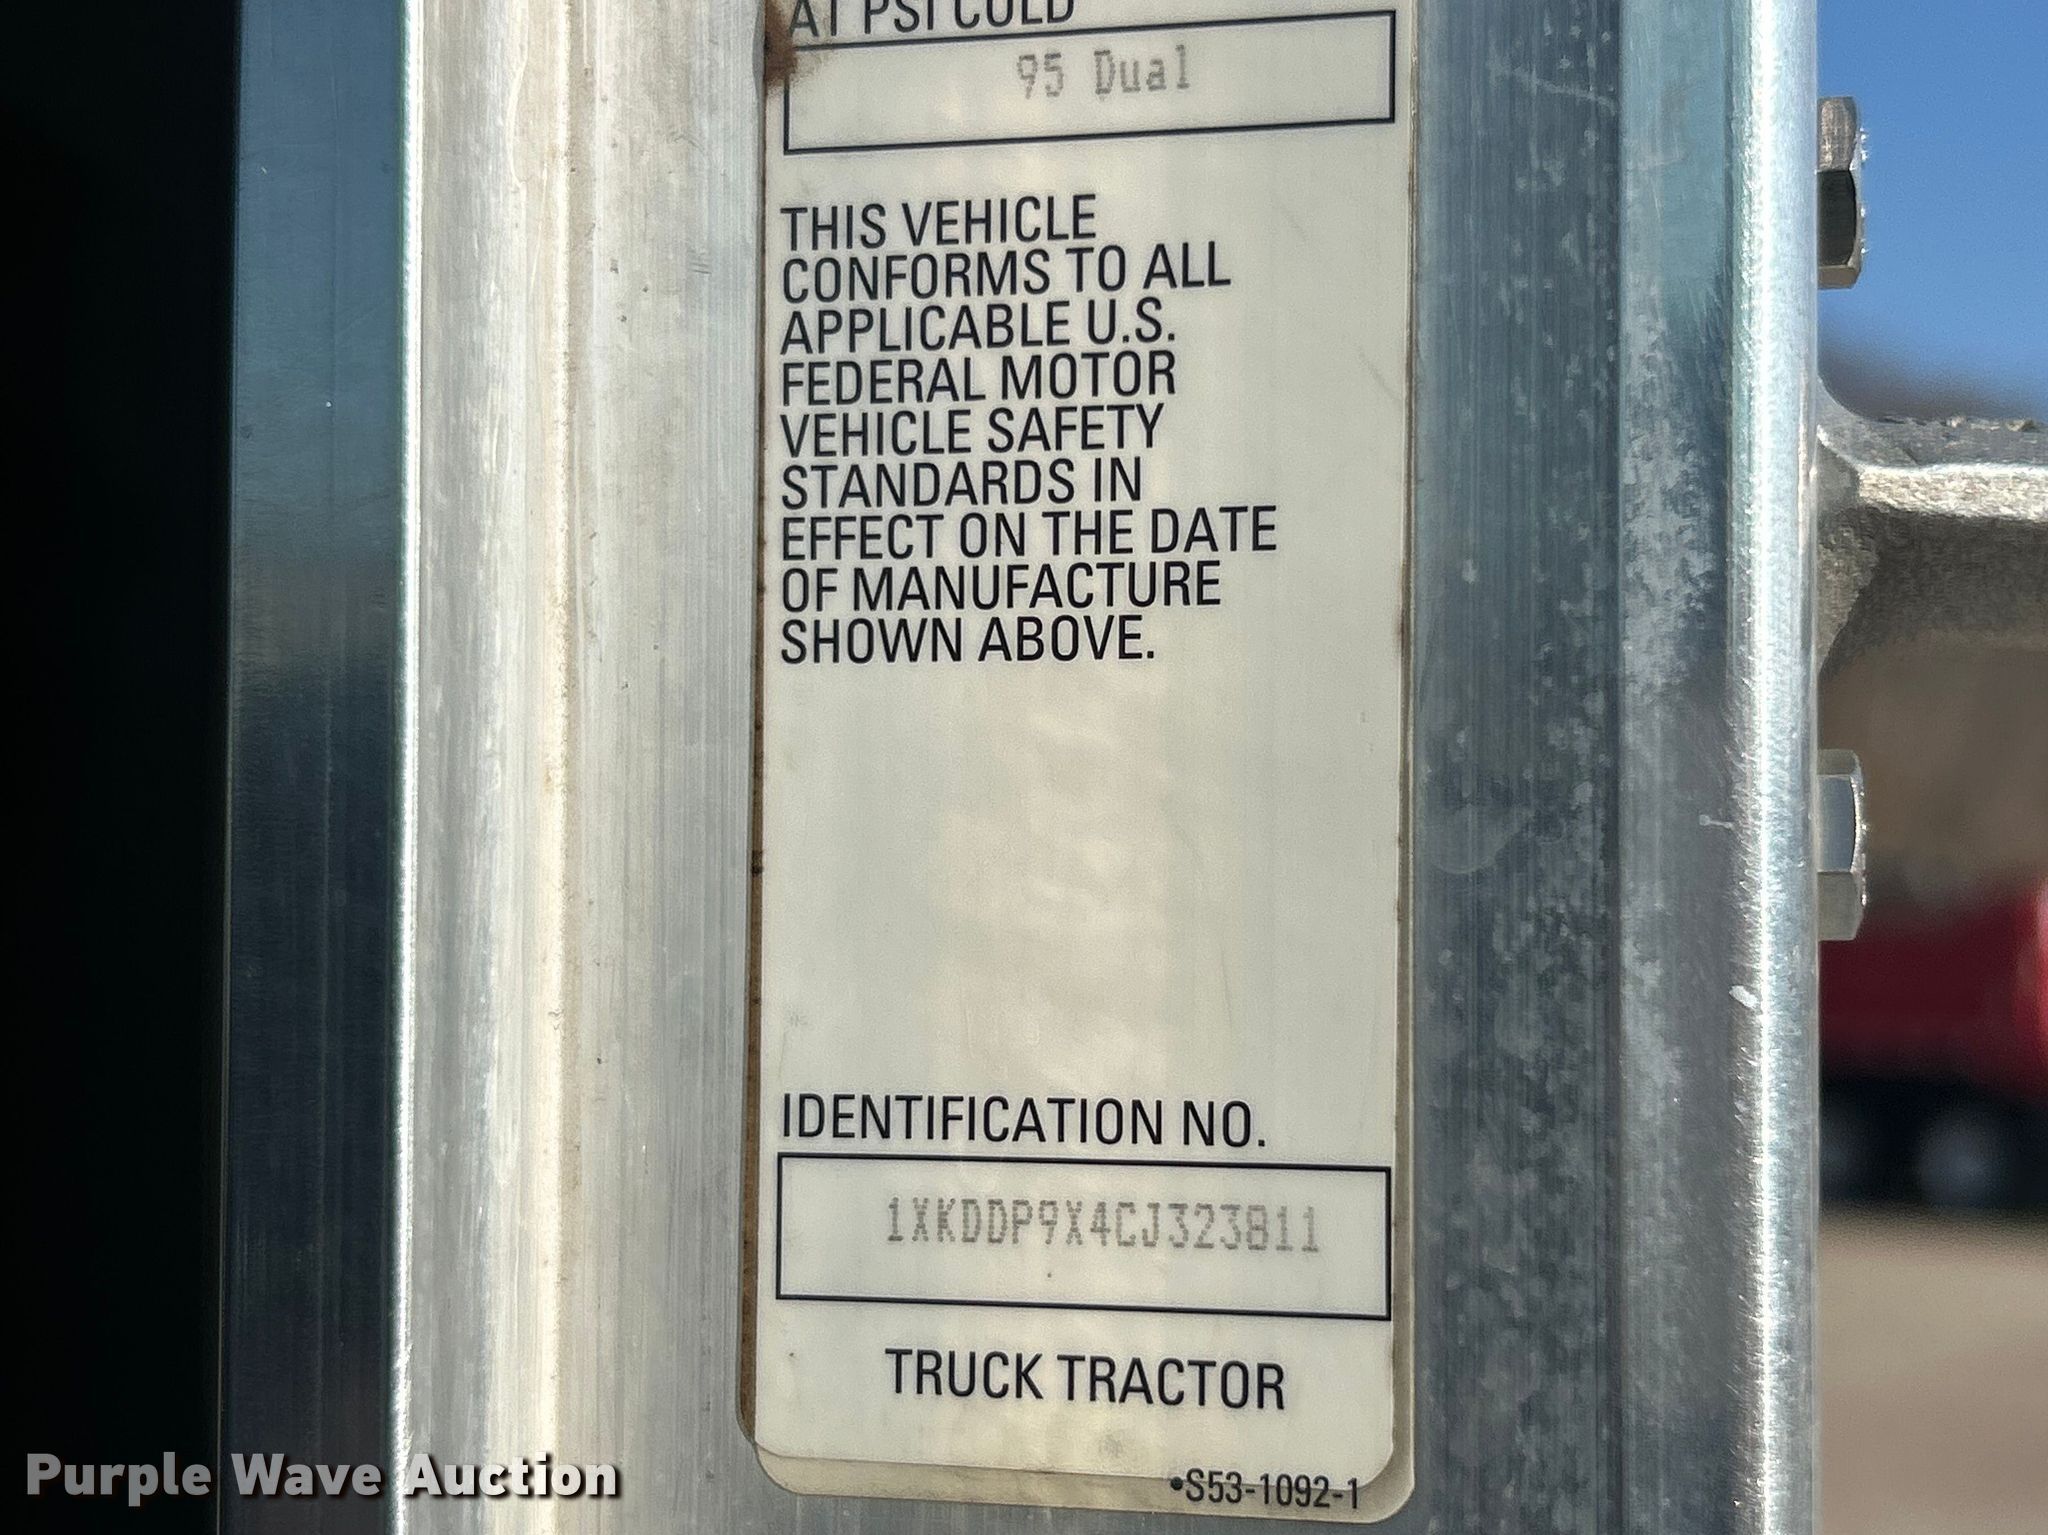 AT PSI COLD
95 Dual
THIS VEHICLE
CONFORMS TO ALL
APPLICABLE U.S.
FEDERAL MOTOR
VEHICLE SAFETY
STANDARDS IN
EFFECT ON THE DATE
OF MANUFACTURE
SHOWN ABOVE.
IDENTIFICATION NO.
1XKDDP9X4CJ323811
TRUCK TRACTOR
•S53-1092-1
Purple Wave Auction